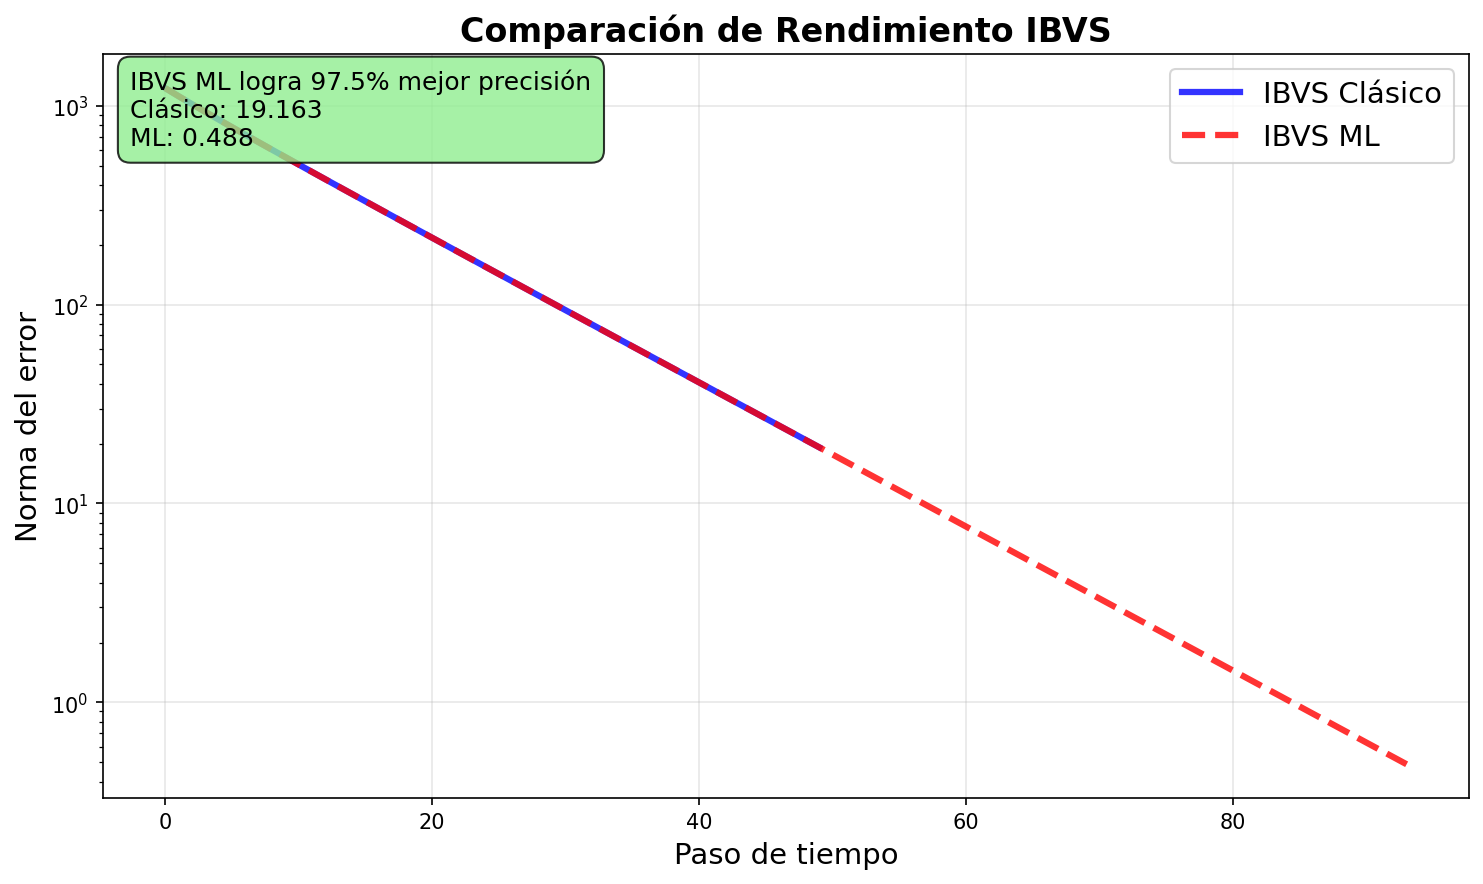 Comparación de Rendimiento IBVS
IBVS ML logra 97.5% mejor precisión
Clásico: 19.163
ML: 0.488
IBVS Clásico
IBVS ML
Norma del error
10³
10²
10¹
10⁰
0 20 40 60 80
Paso de tiempo